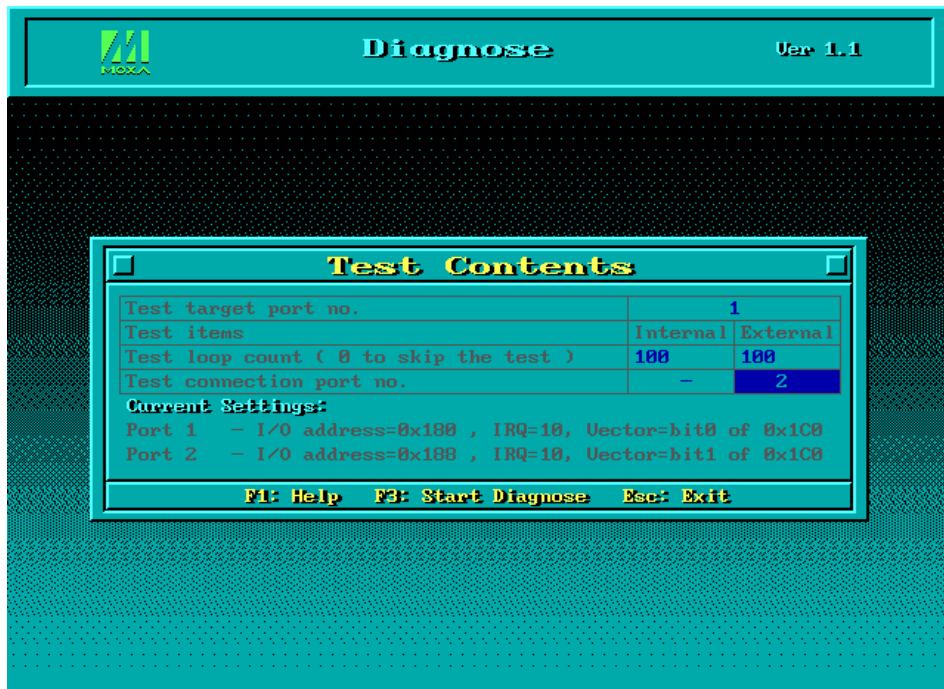 MOXA
Diagnose
Ver 1.1
Test Contents
Test target port no. 1
Test items Internal External
Test loop count ( 0 to skip the test ) 100 100
Test connection port no. — 2
Current Settings:
Port 1 — I/O address=0x180 , IRQ=10, Vector=bit0 of 0x1C0
Port 2 — I/O address=0x188 , IRQ=10, Vector=bit1 of 0x1C0
F1: Help F3: Start Diagnose Esc: Exit